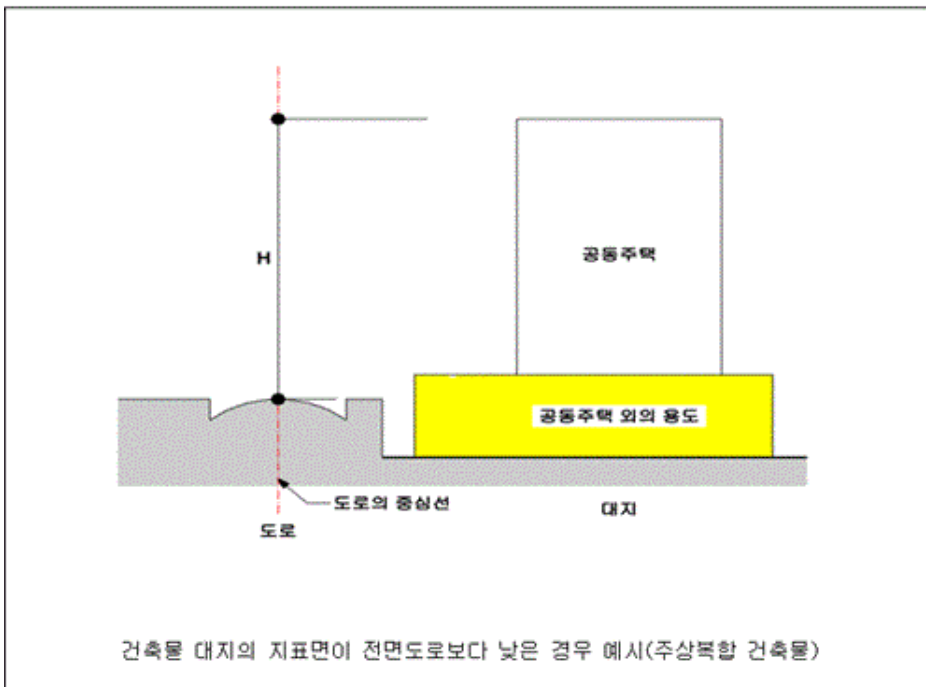 H
공동주택
공동주택 외의 용도
도로의 중심선
대지
도로
건축물 대지의 지표면이 전면도로보다 낮은 경우 예시(주상복합 건축물)